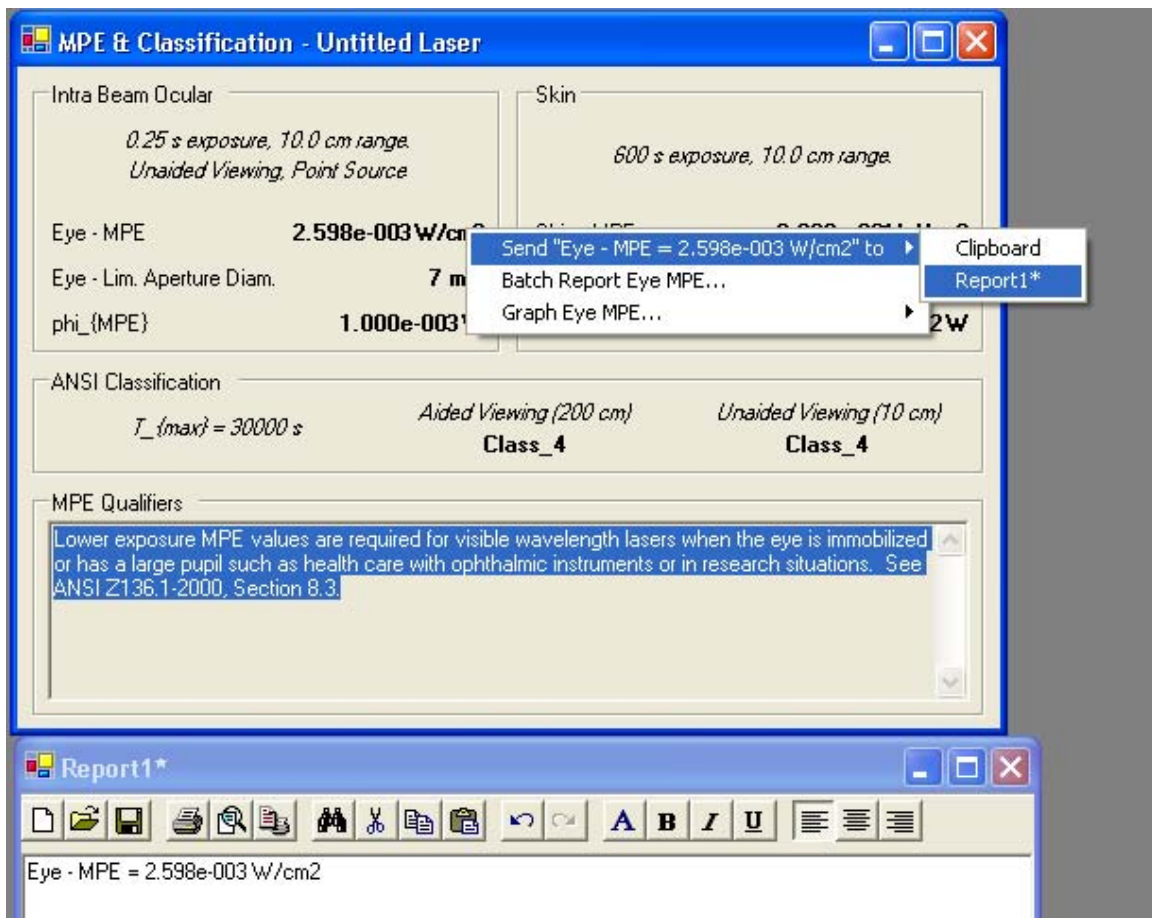 MPE & Classification - Untitled Laser
Intra Beam Ocular
0.25 s exposure, 10.0 cm range.
Unaided Viewing, Point Source
Eye - MPE 2.598e-003 W/cm2
Eye - Lim. Aperture Diam. 7 m
phi_{MPE} 1.000e-003
Skin
600 s exposure, 10.0 cm range.
2 W
Send "Eye - MPE = 2.598e-003 W/cm2" to
Batch Report Eye MPE...
Graph Eye MPE...
Clipboard
Report1*
ANSI Classification
T_{max} = 30000 s
Aided Viewing (200 cm)
Class_4
Unaided Viewing (10 cm)
Class_4
MPE Qualifiers
Lower exposure MPE values are required for visible wavelength lasers when the eye is immobilized
or has a large pupil such as health care with ophthalmic instruments or in research situations. See
ANSI Z136.1-2000, Section 8.3.
Report1*
A B I U
Eye - MPE = 2.598e-003 W/cm2